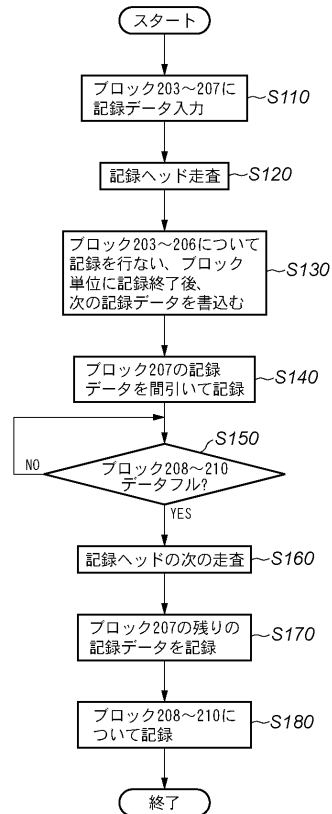 スタート
ブロック203～207に
記録データ入力
S110
記録ヘッド走査
S120
ブロック203～206について
記録を行ない、ブロック
単位に記録終了後、
次の記録データを書込む
S130
ブロック207の記録
データを間引いて記録
S140
S150
ブロック208～210
データフル?
NO
YES
記録ヘッドの次の走査
S160
ブロック207の残りの
記録データを記録
S170
ブロック208～210に
ついて記録
S180
終了